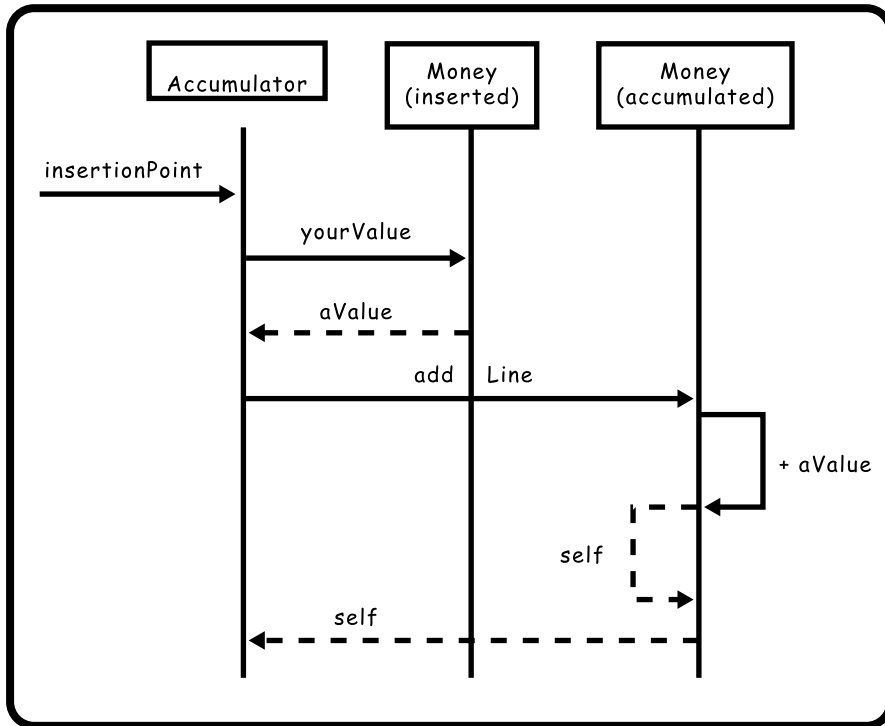 Accumulator
Money
(inserted)
Money
(accumulated)
insertionPoint
yourValue
aValue
add Line
+ aValue
self
self